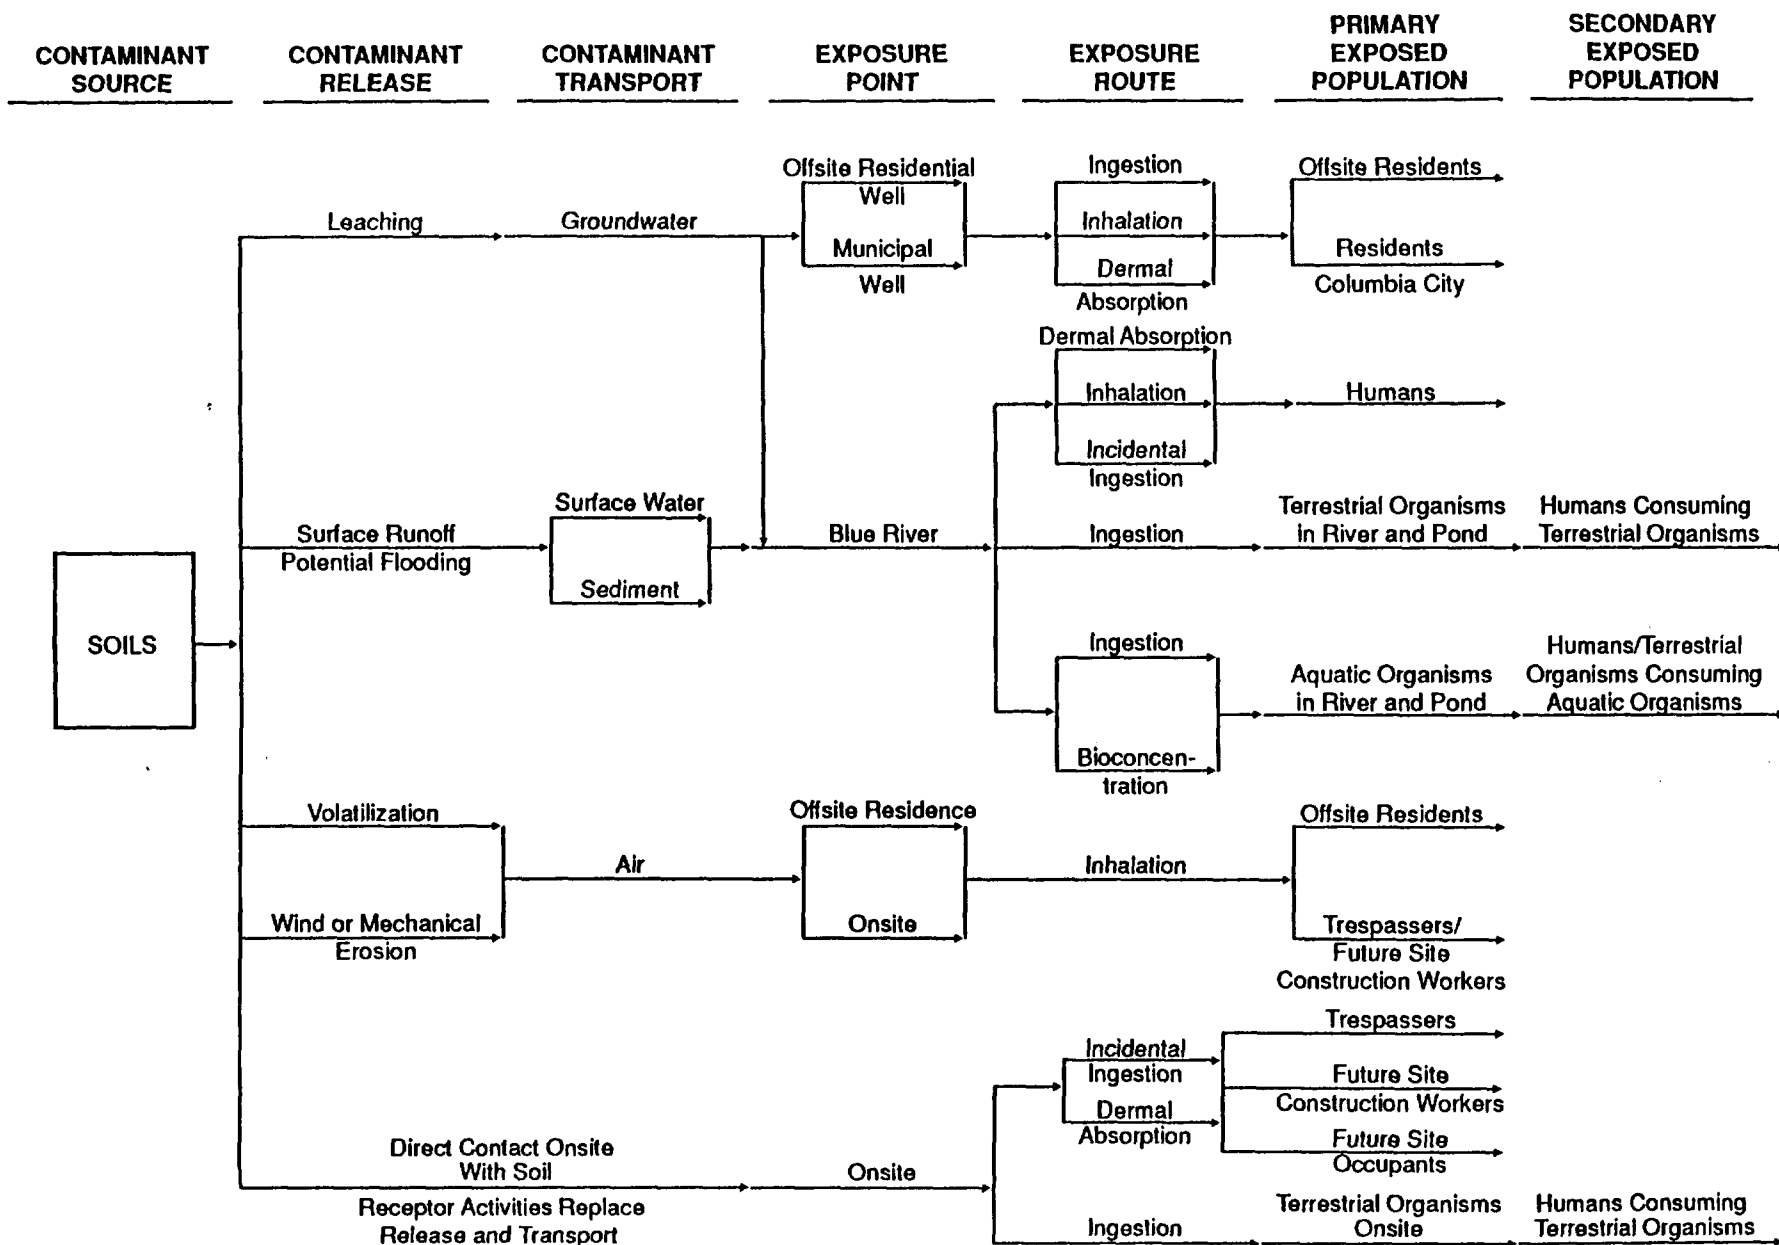 CONTAMINANT
SOURCE
CONTAMINANT
RELEASE
CONTAMINANT
TRANSPORT
EXPOSURE
POINT
EXPOSURE
ROUTE
PRIMARY
EXPOSED
POPULATION
SECONDARY
EXPOSED
POPULATION
SOILS
Leaching
Groundwater
Offsite Residential
Well
Municipal
Well
Ingestion
Inhalation
Dermal
Absorption
Offsite Residents
Residents
Columbia City
Dermal Absorption
Inhalation
Incidental
Ingestion
Humans
Surface Runoff
Potential Flooding
Surface Water
Sediment
Blue River
Ingestion
Terrestrial Organisms
in River and Pond
Humans Consuming
Terrestrial Organisms
Ingestion
Bioconcen-
tration
Aquatic Organisms
in River and Pond
Humans/Terrestrial
Organisms Consuming
Aquatic Organisms
Volatilization
Wind or Mechanical
Erosion
Air
Offsite Residence
Onsite
Inhalation
Offsite Residents
Trespassers/
Future Site
Construction Workers
Direct Contact Onsite
With Soil
Receptor Activities Replace
Release and Transport
Onsite
Incidental
Ingestion
Dermal
Absorption
Trespassers
Future Site
Construction Workers
Future Site
Occupants
Ingestion
Terrestrial Organisms
Onsite
Humans Consuming
Terrestrial Organisms